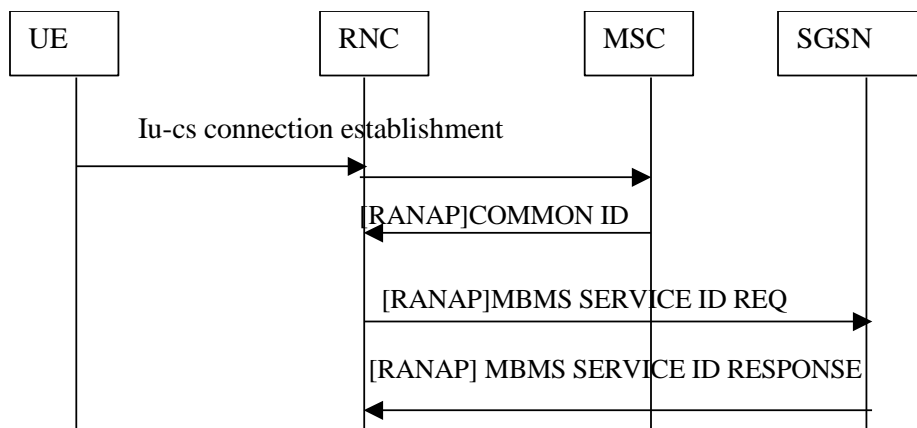 UE
RNC
MSC
SGSN
Iu-cs connection establishment
[RANAP]COMMON ID
[RANAP]MBMS SERVICE ID REQ
[RANAP] MBMS SERVICE ID RESPONSE